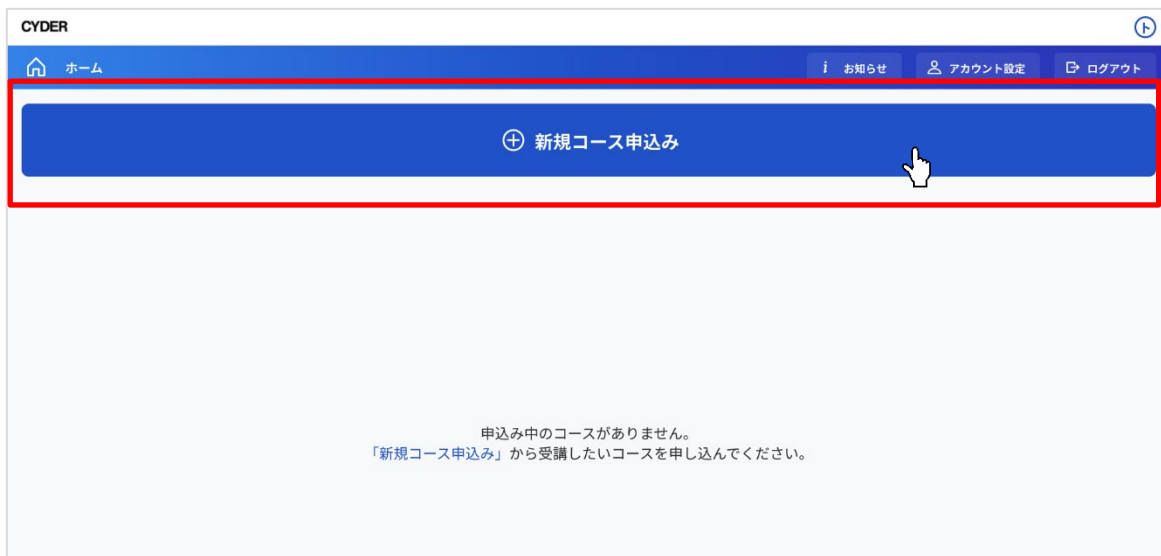 CYDER
ト
ホーム
i お知らせ
アカウント設定
ログアウト
新規コース申込み
申込み中のコースがありません。
「新規コース申込み」から受講したいコースを申し込んでください。